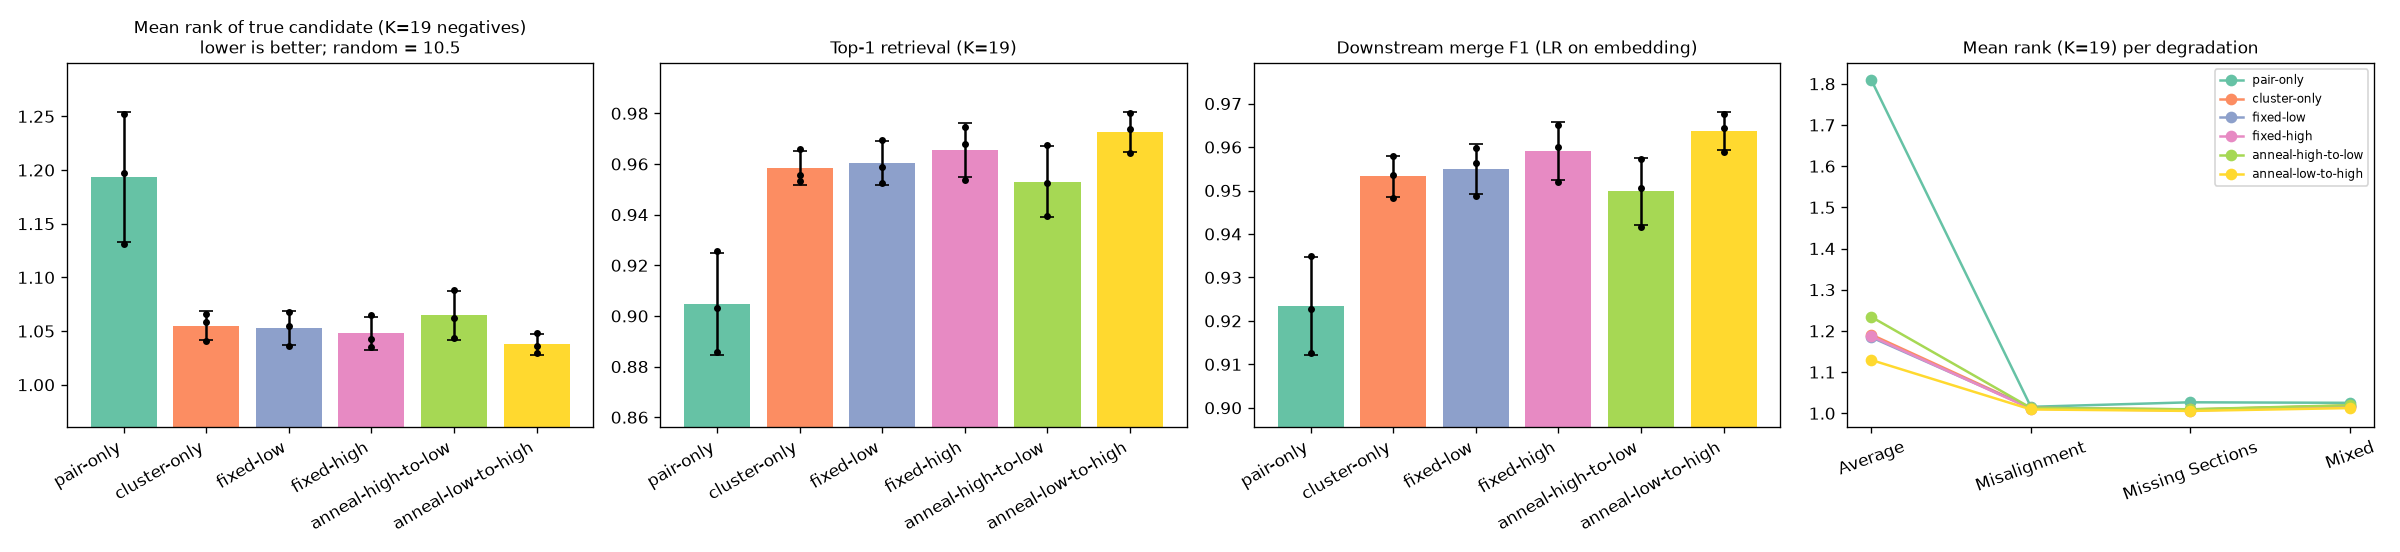 Mean rank of true candidate (K=19 negatives)
lower is better; random = 10.5
1.25
1.20
1.15
1.10
1.05
1.00
pair-only
cluster-only
fixed-low
fixed-high
anneal-high-to-low
anneal-low-to-high
Top-1 retrieval (K=19)
0.98
0.96
0.94
0.92
0.90
0.88
0.86
pair-only
cluster-only
fixed-low
fixed-high
anneal-high-to-low
anneal-low-to-high
Downstream merge F1 (LR on embedding)
0.97
0.96
0.95
0.94
0.93
0.92
0.91
0.90
pair-only
cluster-only
fixed-low
fixed-high
anneal-high-to-low
anneal-low-to-high
Mean rank (K=19) per degradation
1.8
1.7
1.6
1.5
1.4
1.3
1.2
1.1
1.0
pair-only
cluster-only
fixed-low
fixed-high
anneal-high-to-low
anneal-low-to-high
Average
Misalignment
Missing Sections
Mixed